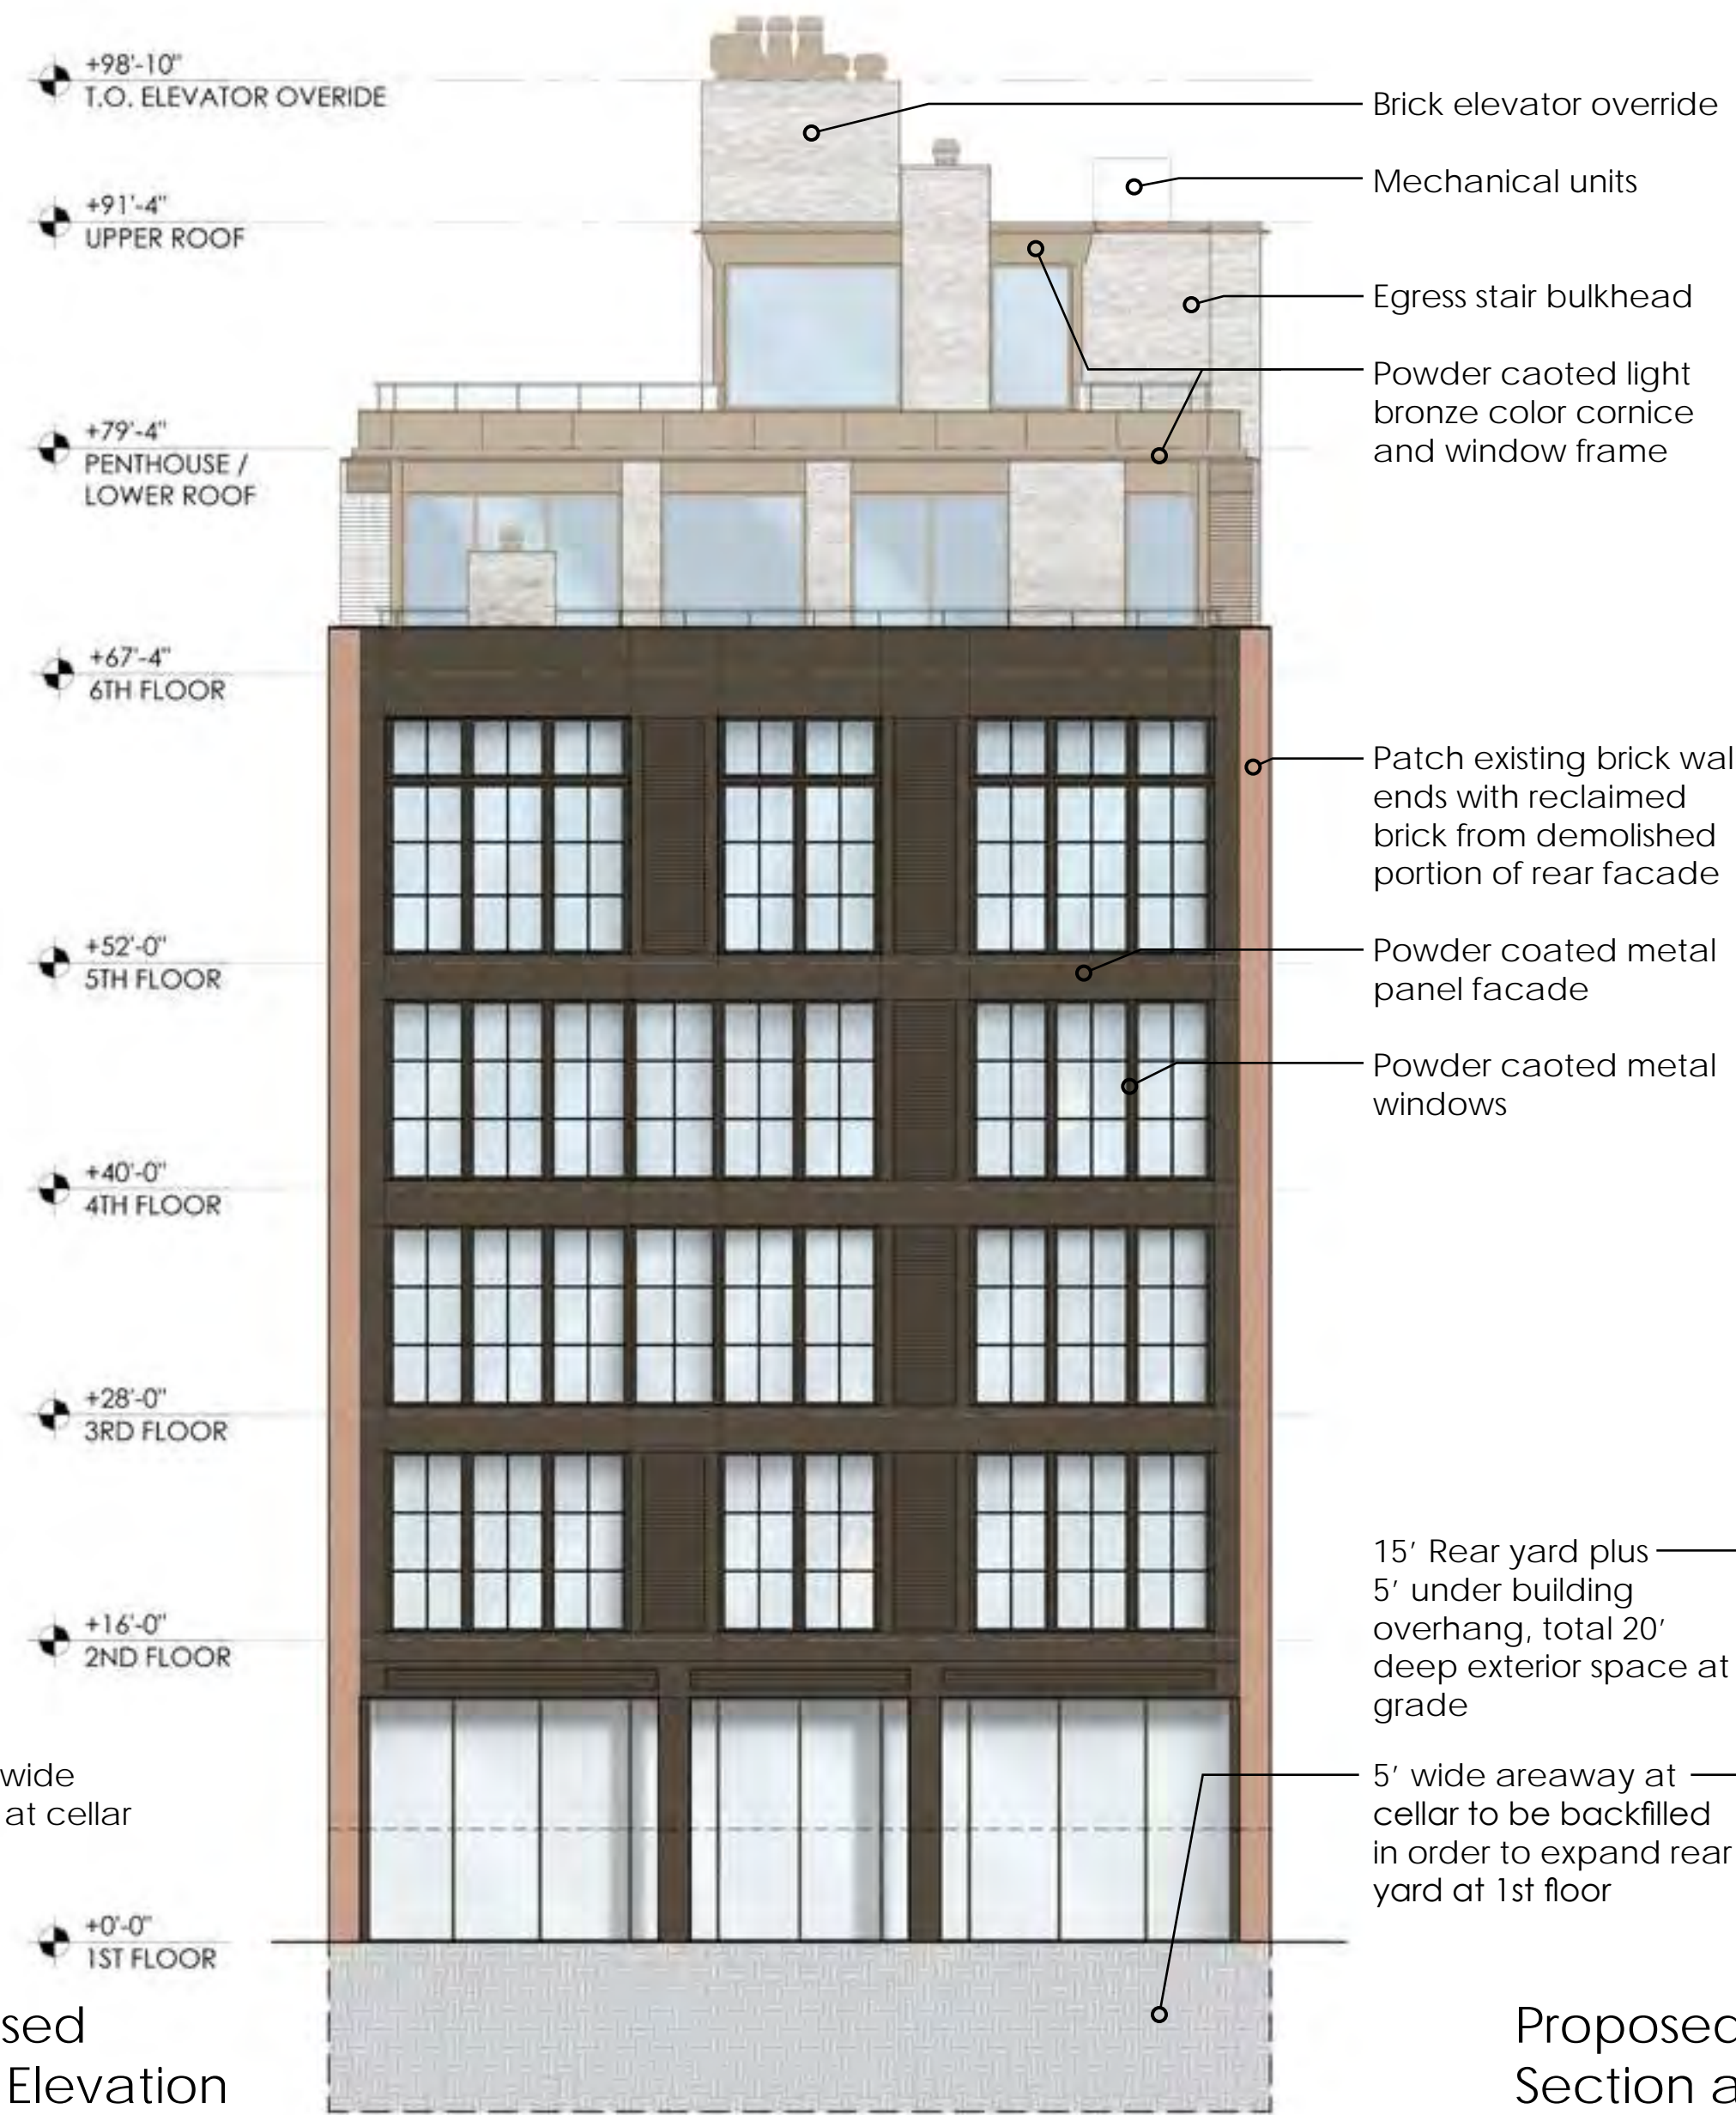 +98'-10"
T.O. ELEVATOR OVERIDE
+91'-4"
UPPER ROOF
+79'-4"
PENTHOUSE /
LOWER ROOF
+67'-4"
6TH FLOOR
+52'-0"
5TH FLOOR
+40'-0"
4TH FLOOR
+28'-0"
3RD FLOOR
+16'-0"
2ND FLOOR
wide
at cellar
+0'-0"
1ST FLOOR
sed
Elevation
Brick elevator override
Mechanical units
Egress stair bulkhead
Powder caoted light
bronze color cornice
and window frame
Patch existing brick wal
ends with reclaimed
brick from demolished
portion of rear facade
Powder coated metal
panel facade
Powder caoted metal
windows
15' Rear yard plus
5' under building
overhang, total 20'
deep exterior space at
grade
5' wide areaway at
cellar to be backfilled
in order to expand rear
yard at 1st floor
Proposed
Section a